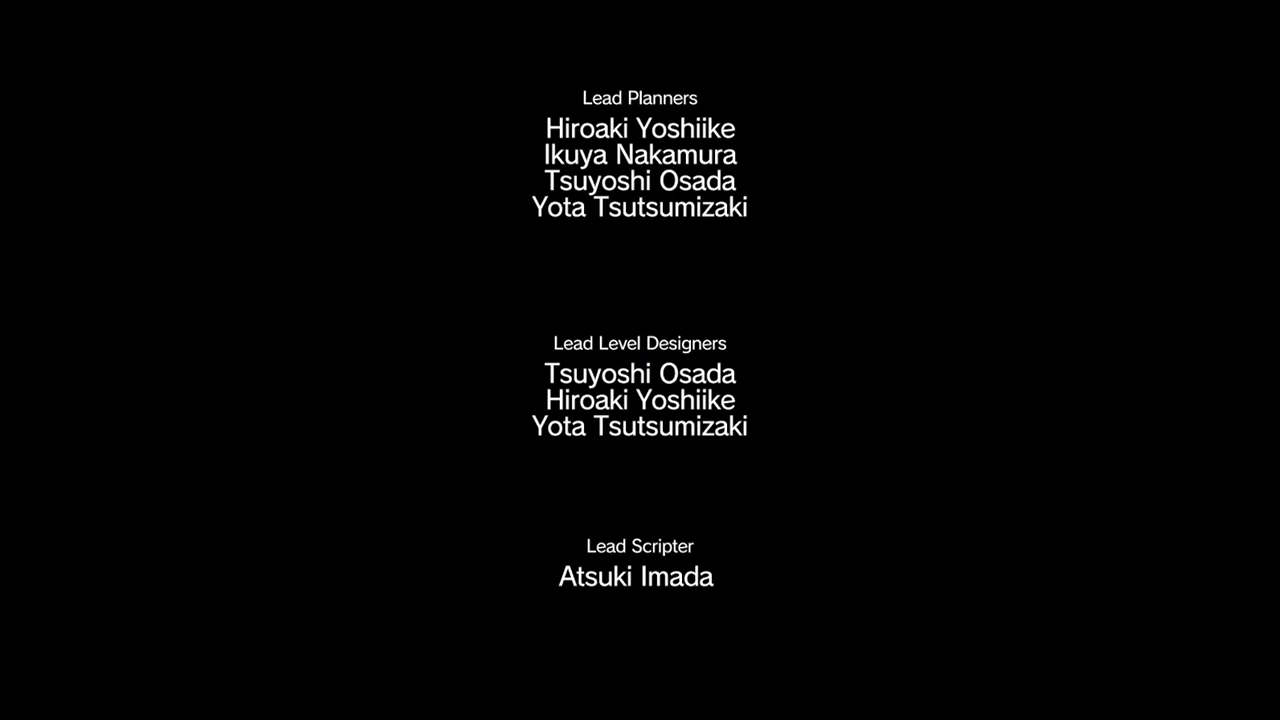 Lead Planners
Hiroaki Yoshiike
Ikuya Nakamura
Tsuyoshi Osada
Yota Tsutsumizaki
Lead Level Designers
Tsuyoshi Osada
Hiroaki Yoshiike
Yota Tsutsumizaki
Lead Scripter
Atsuki Imada